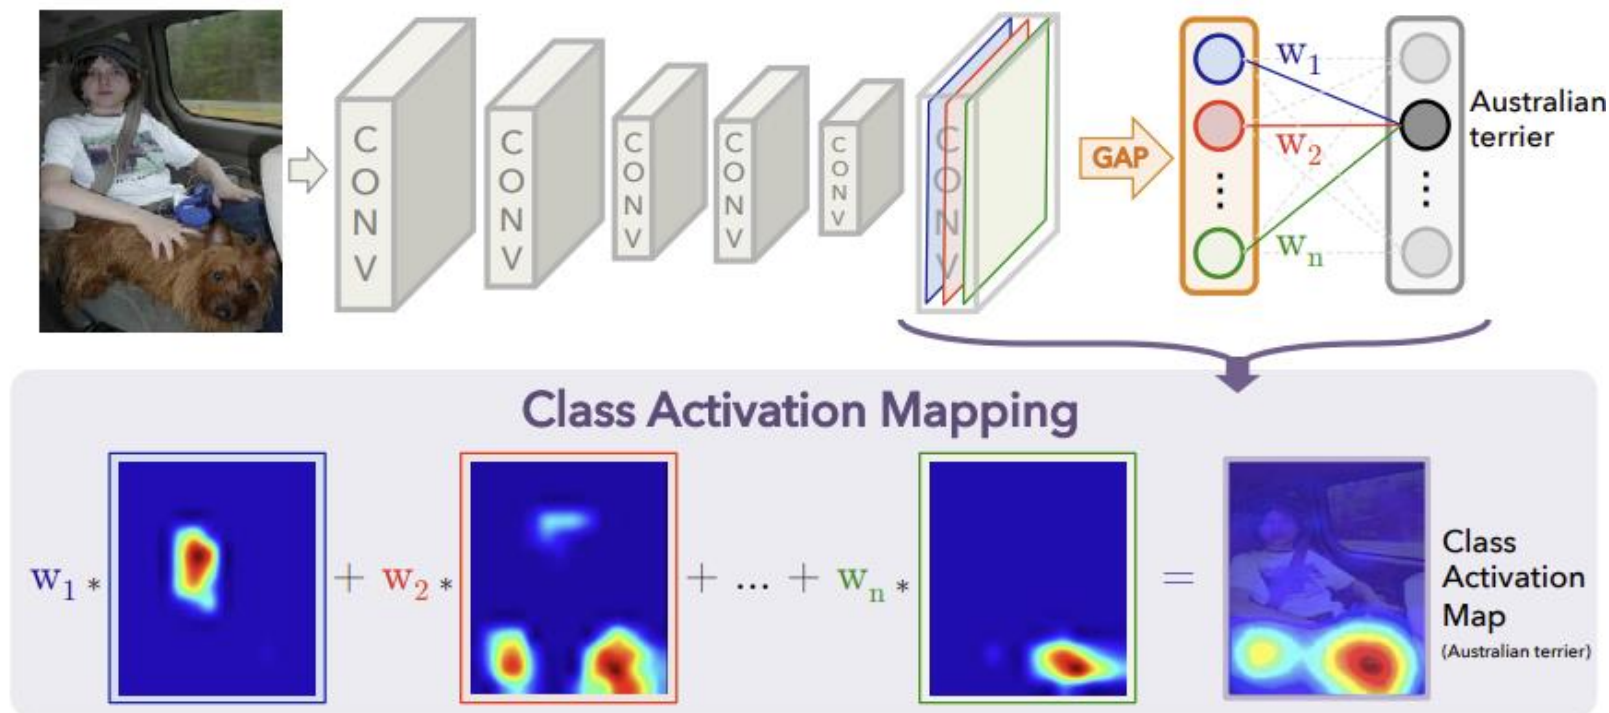 CONV
CONV
CONV
CONV
CONV
CONV
GAP
w1
w2
⋮
wn
⋮
Australian
terrier
Class Activation Mapping
w1 * + w2 * + ... + wn * =
Class
Activation
Map
(Australian terrier)